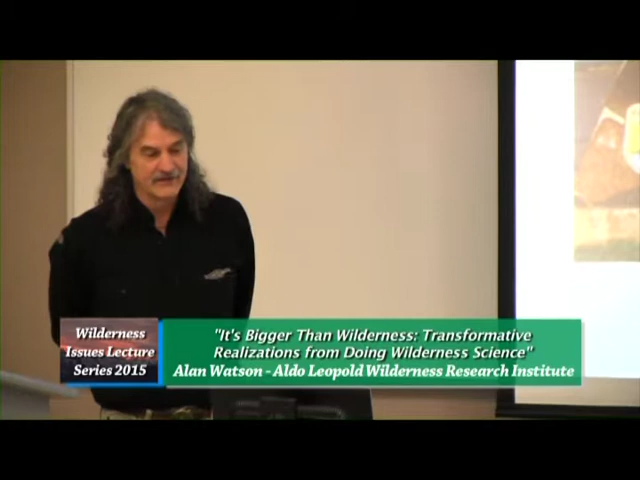 Wilderness
Issues Lecture
Series 2015
"It's Bigger Than Wilderness: Transformative
Realizations from Doing Wilderness Science"
Alan Watson - Aldo Leopold Wilderness Research Institute